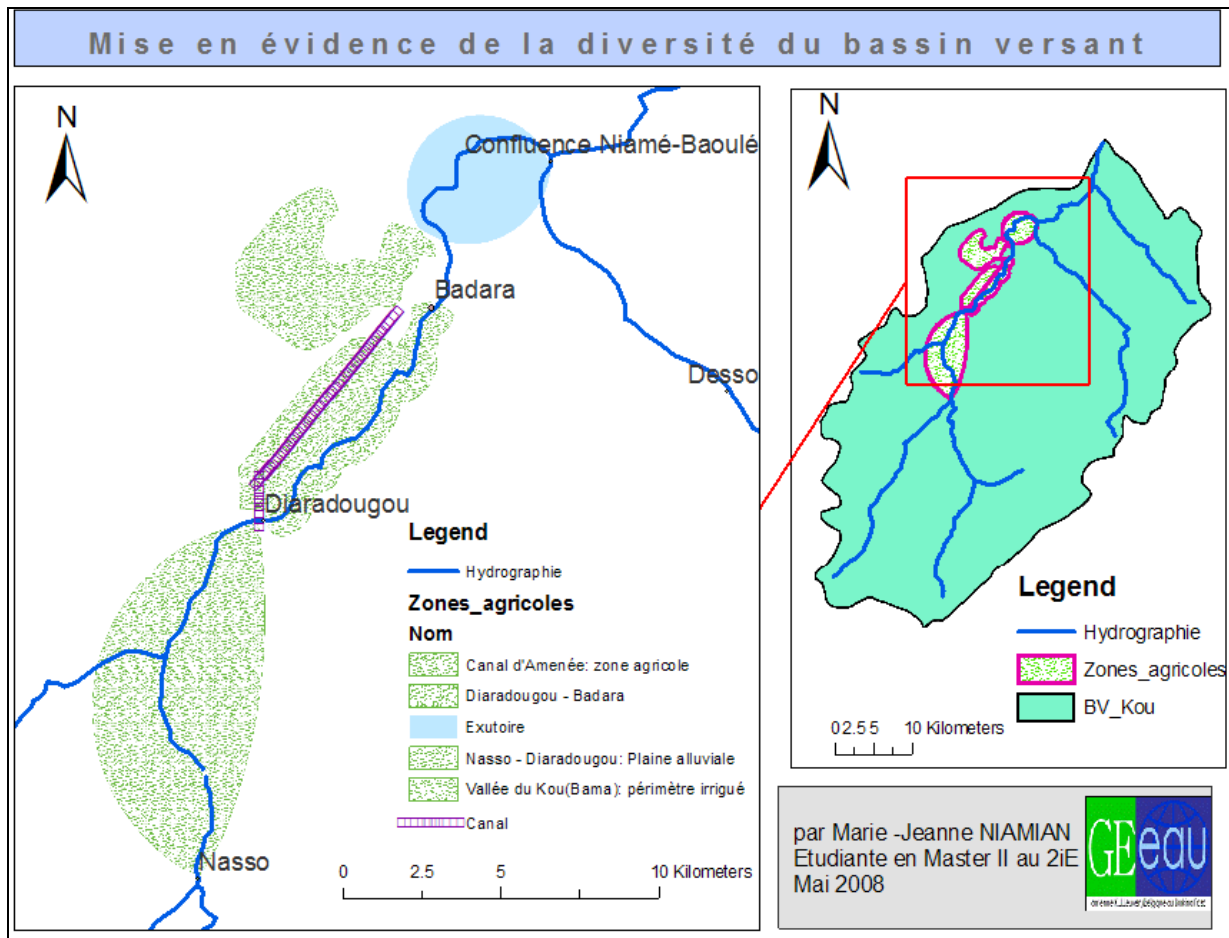 Mise en évidence de la diversité du bassin versant
N
Confluence Niamé-Baoulé
Badara
Desso
Diaradougou
Nasso
Legend
Hydrographie
Zones_agricoles
Nom
Canal d'Amenée: zone agricole
Diaradougou - Badara
Exutoire
Nasso - Diaradougou: Plaine alluviale
Vallée du Kou(Bama): périmètre irrigué
Canal
0 2.5 5 10 Kilometers
N
Legend
Hydrographie
Zones_agricoles
BV_Kou
02.5 5 10 Kilometers
par Marie -Jeanne NIAMIAN
Etudiante en Master II au 2iE
Mai 2008
GEeau